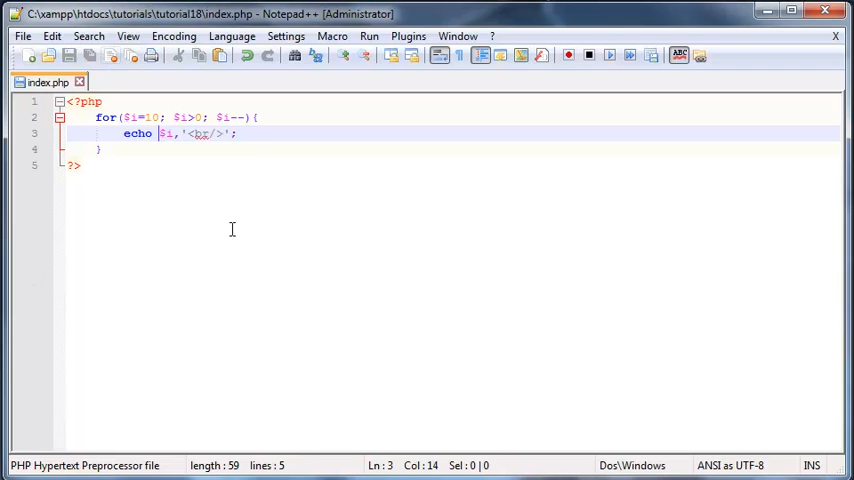 C:\xampp\htdocs\tutorials\tutorial18\index.php - Notepad++ [Administrator]
File Edit Search View Encoding Language Settings Macro Run Plugins Window ? X
ABC
index.php
1 <?php
2 for($i=10; $i>0; $i--){
3 echo $i,'<br/>';
4 }
5 ?>
PHP Hypertext Preprocessor file length : 59 lines : 5 Ln : 3 Col : 14 Sel : 0 | 0 Dos\Windows ANSI as UTF-8 INS